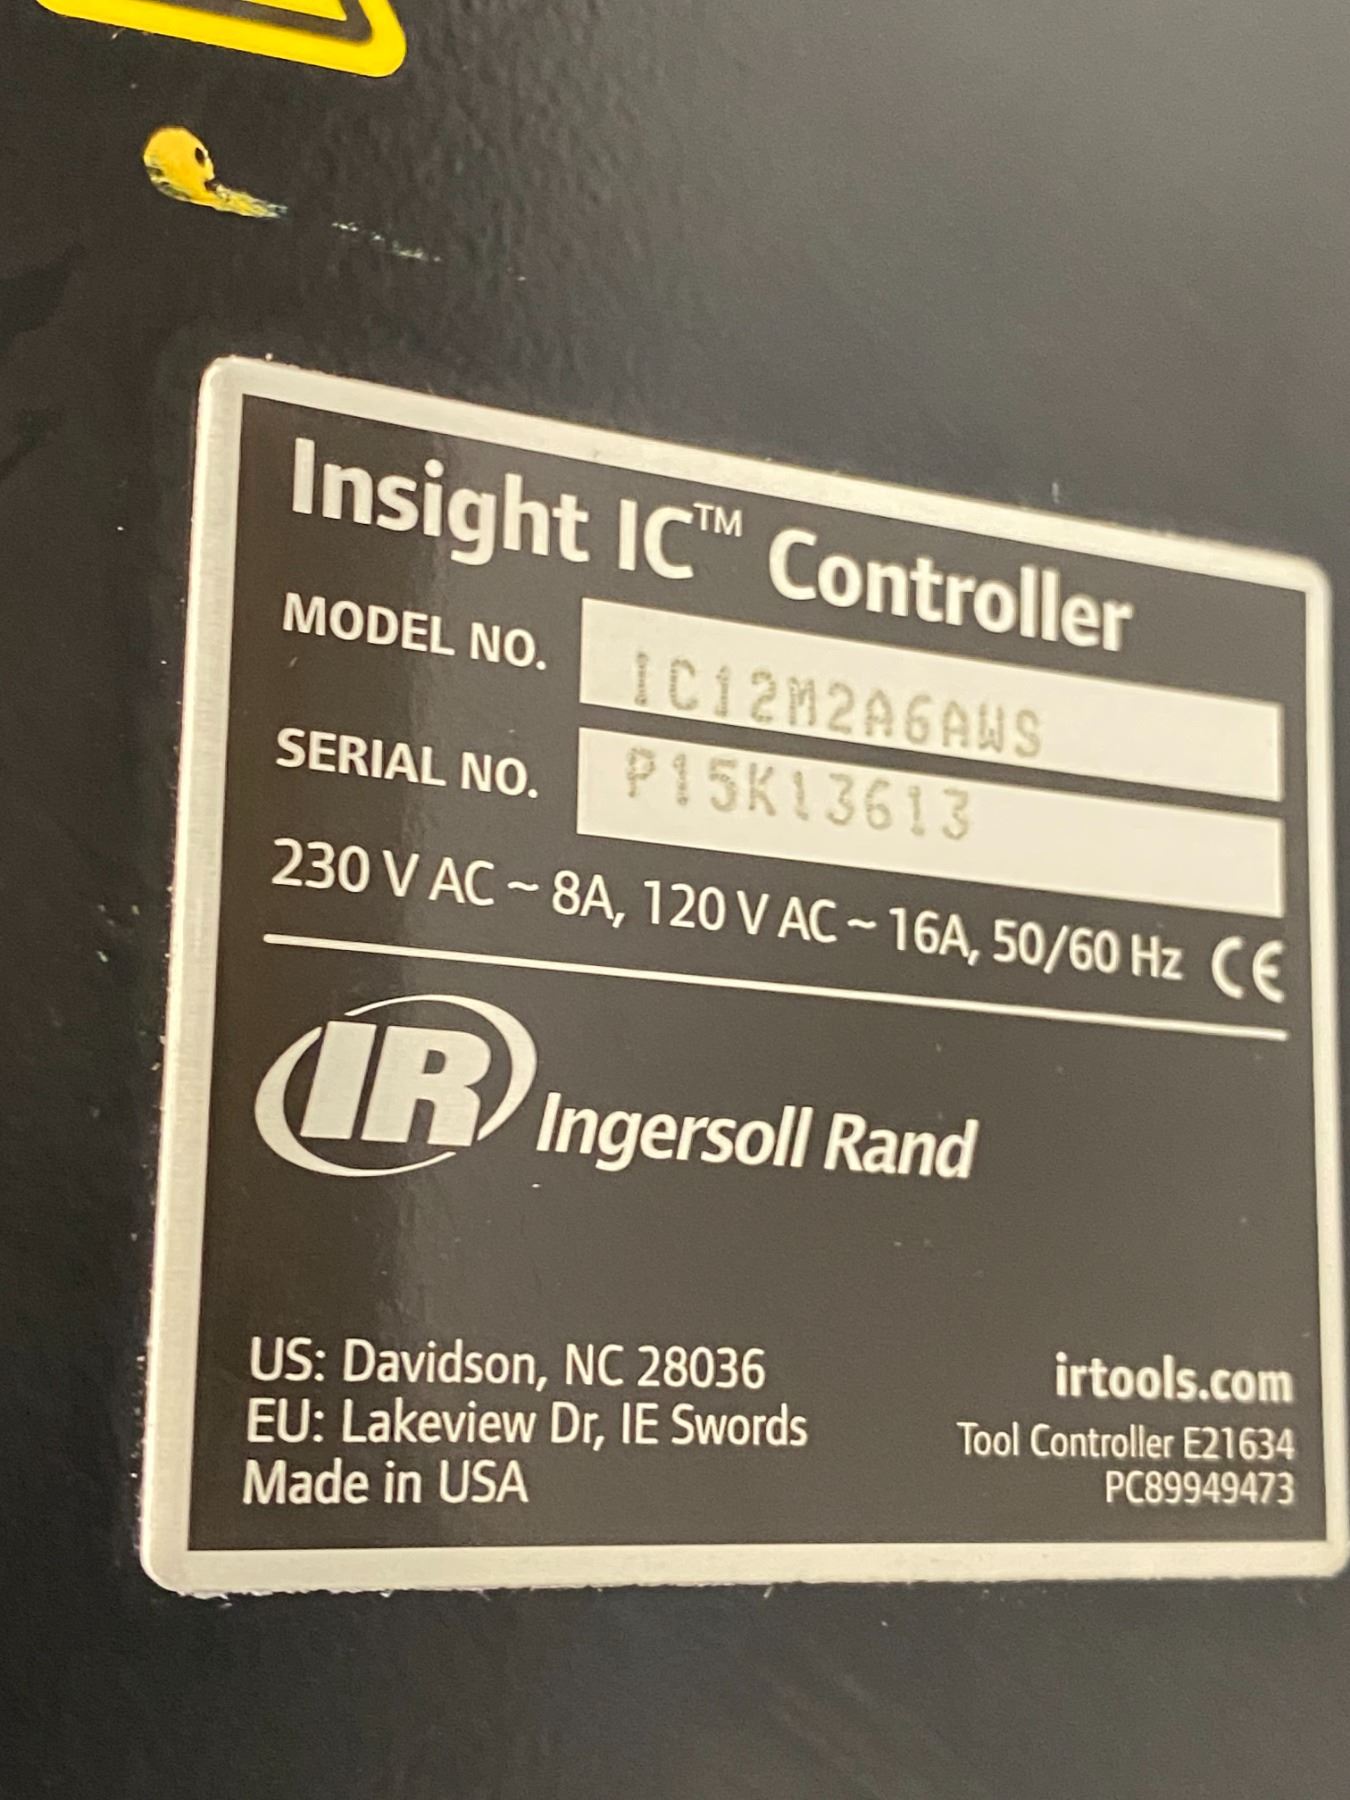 Insight IC™ Controller
MODEL NO. IC12M2A6AWS
SERIAL NO. P15K13613
230 V AC ~ 8A, 120 V AC ~ 16A, 50/60 Hz CE
IR Ingersoll Rand
US: Davidson, NC 28036
EU: Lakeview Dr, IE Swords
Made in USA
irtools.com
Tool Controller E21634
PC89949473